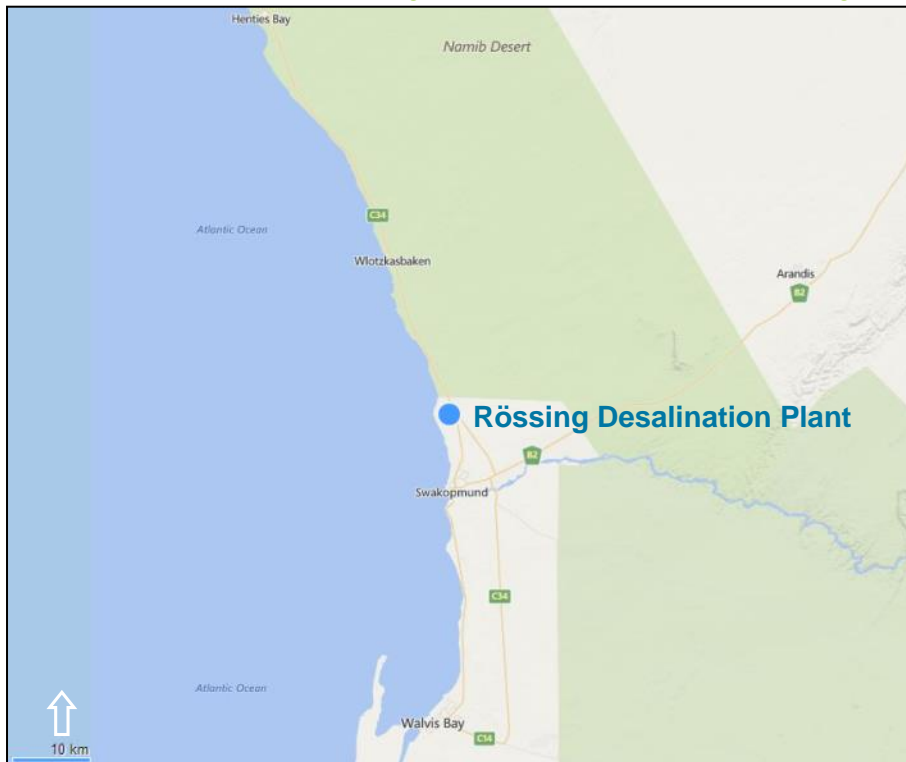 Henties Bay
Namib Desert
C34
Atlantic Ocean
Wlotzkasbaken
Arandis
B2
Rössing Desalination Plant
B2
Swakopmund
C34
Atlantic Ocean
Walvis Bay
C14
10 km